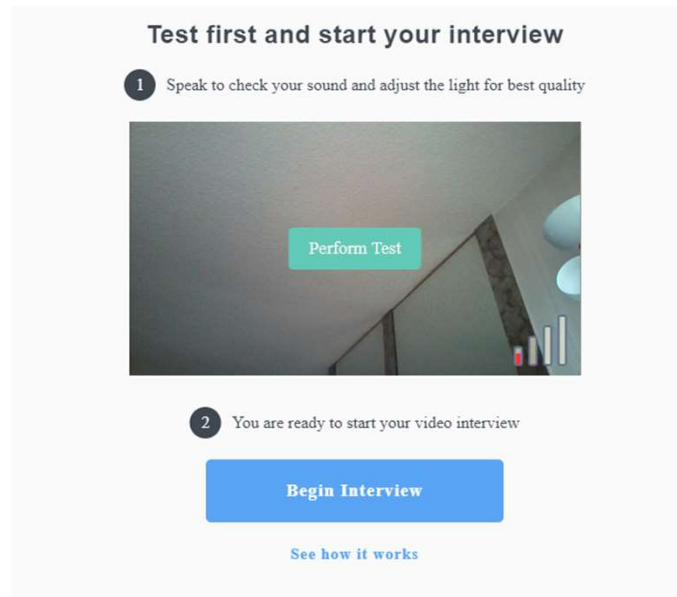 Test first and start your interview
1 Speak to check your sound and adjust the light for best quality
Perform Test
2 You are ready to start your video interview
Begin Interview
See how it works